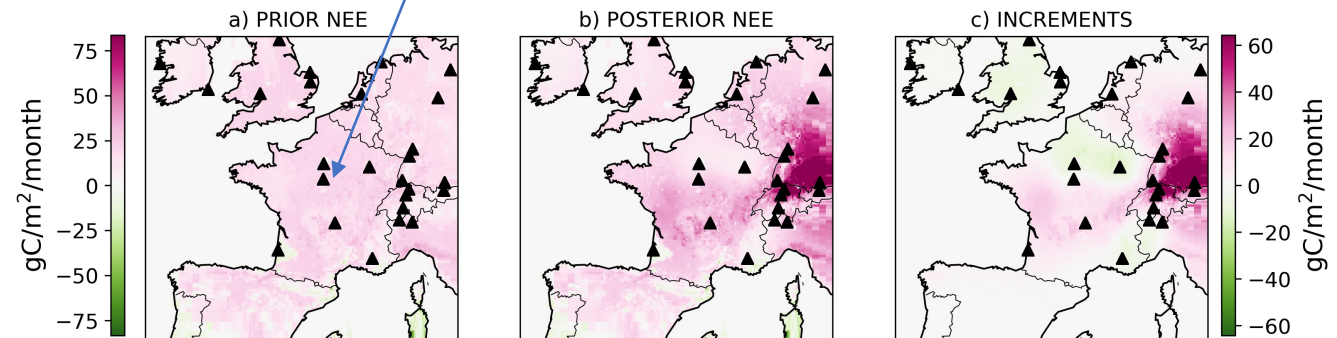 a) PRIOR NEE
b) POSTERIOR NEE
c) INCREMENTS
gC/m²/month
75
50
25
0
−25
−50
−75
60
40
20
0
−20
−40
−60
gC/m²/month